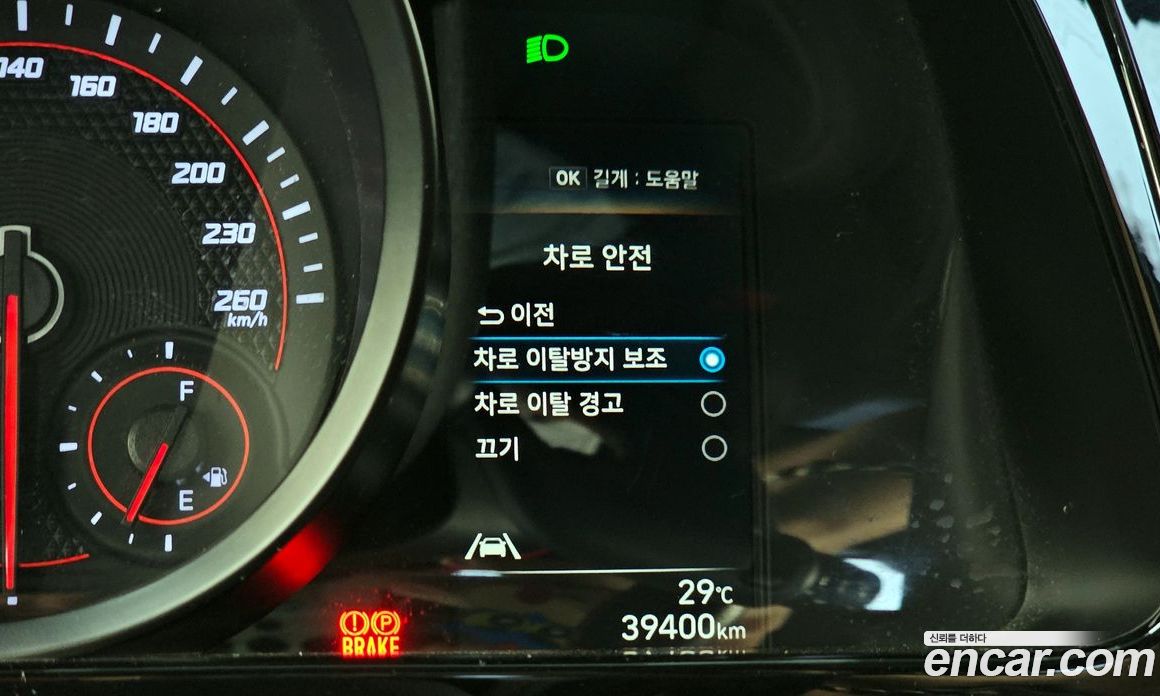 140
160
180
200
230
260
km/h
F
E
OK 길게 : 도움말
차로 안전
이전
차로 이탈방지 보조
차로 이탈 경고
끄기
29℃
39400km
P
BRAKE
신뢰를 더하다
encar.com